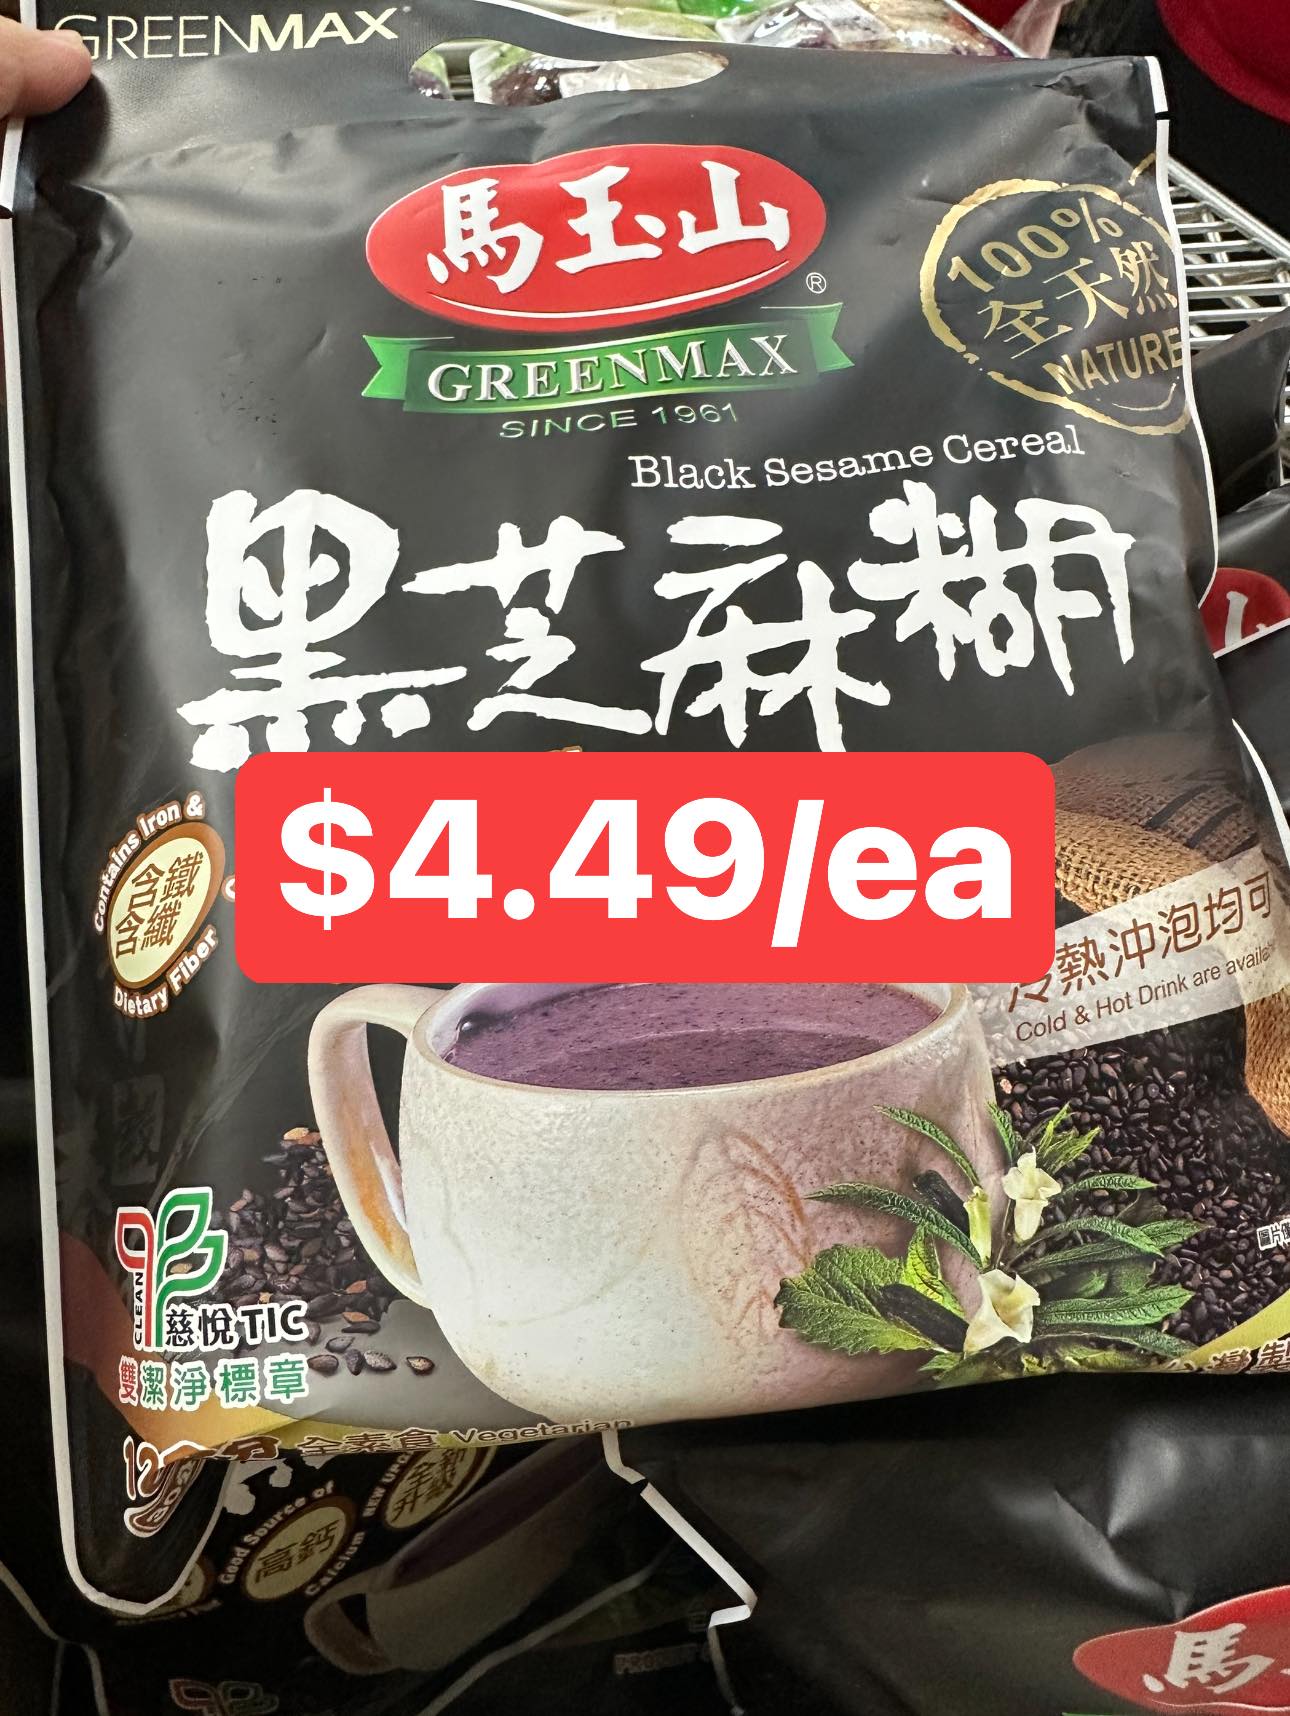 GREENMAX
馬玉山
®
GREENMAX
SINCE 1961
100%
全天然
NATURE
Black Sesame Cereal
黑芝麻糊
Contains Iron &
含鐵
含纖
Dietary Fiber
$4.49/ea
冷熱沖泡均可
Cold & Hot Drink are
CLEAN
慈悅TIC
雙潔淨標章
12
全素食 Vegetarian
Good Source of
高鈣
Calcium
馬